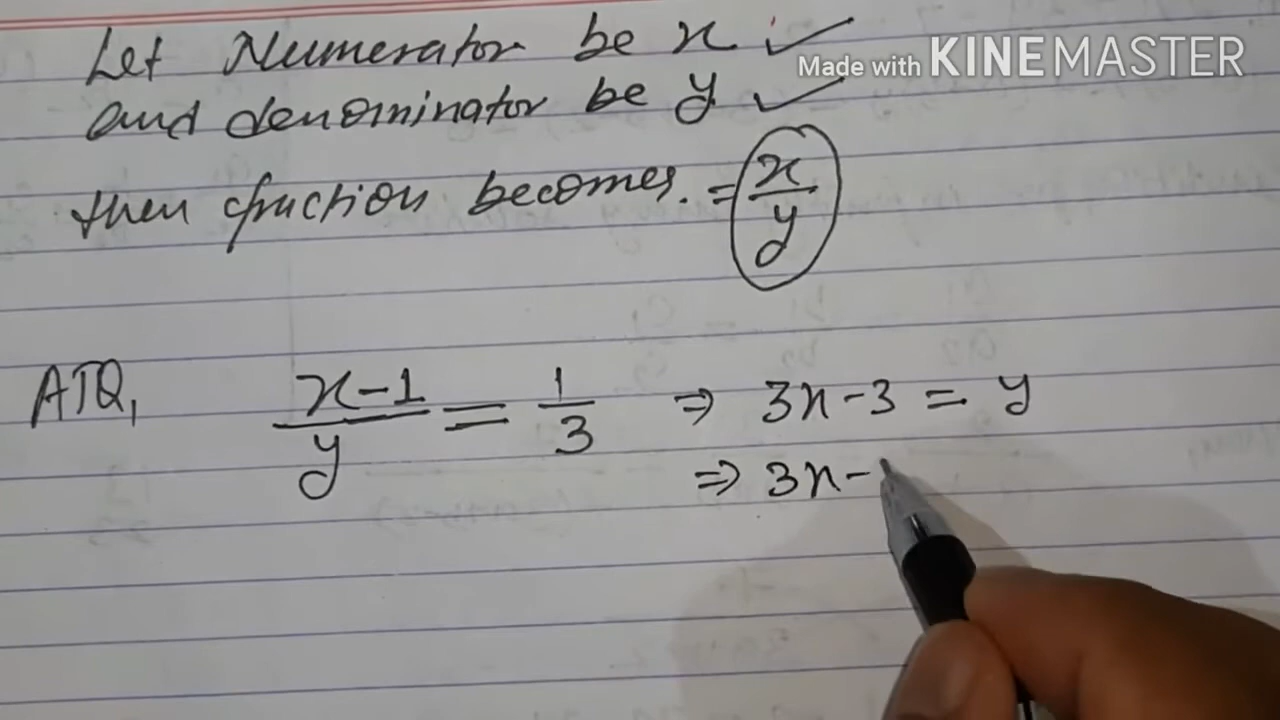 Let Numerator be x
Made with KINEMASTER
and denominator be y
then fraction becomes. = x/y
ATQ, x-1/y = 1/3 ⇒ 3x-3 = y
⇒ 3x-